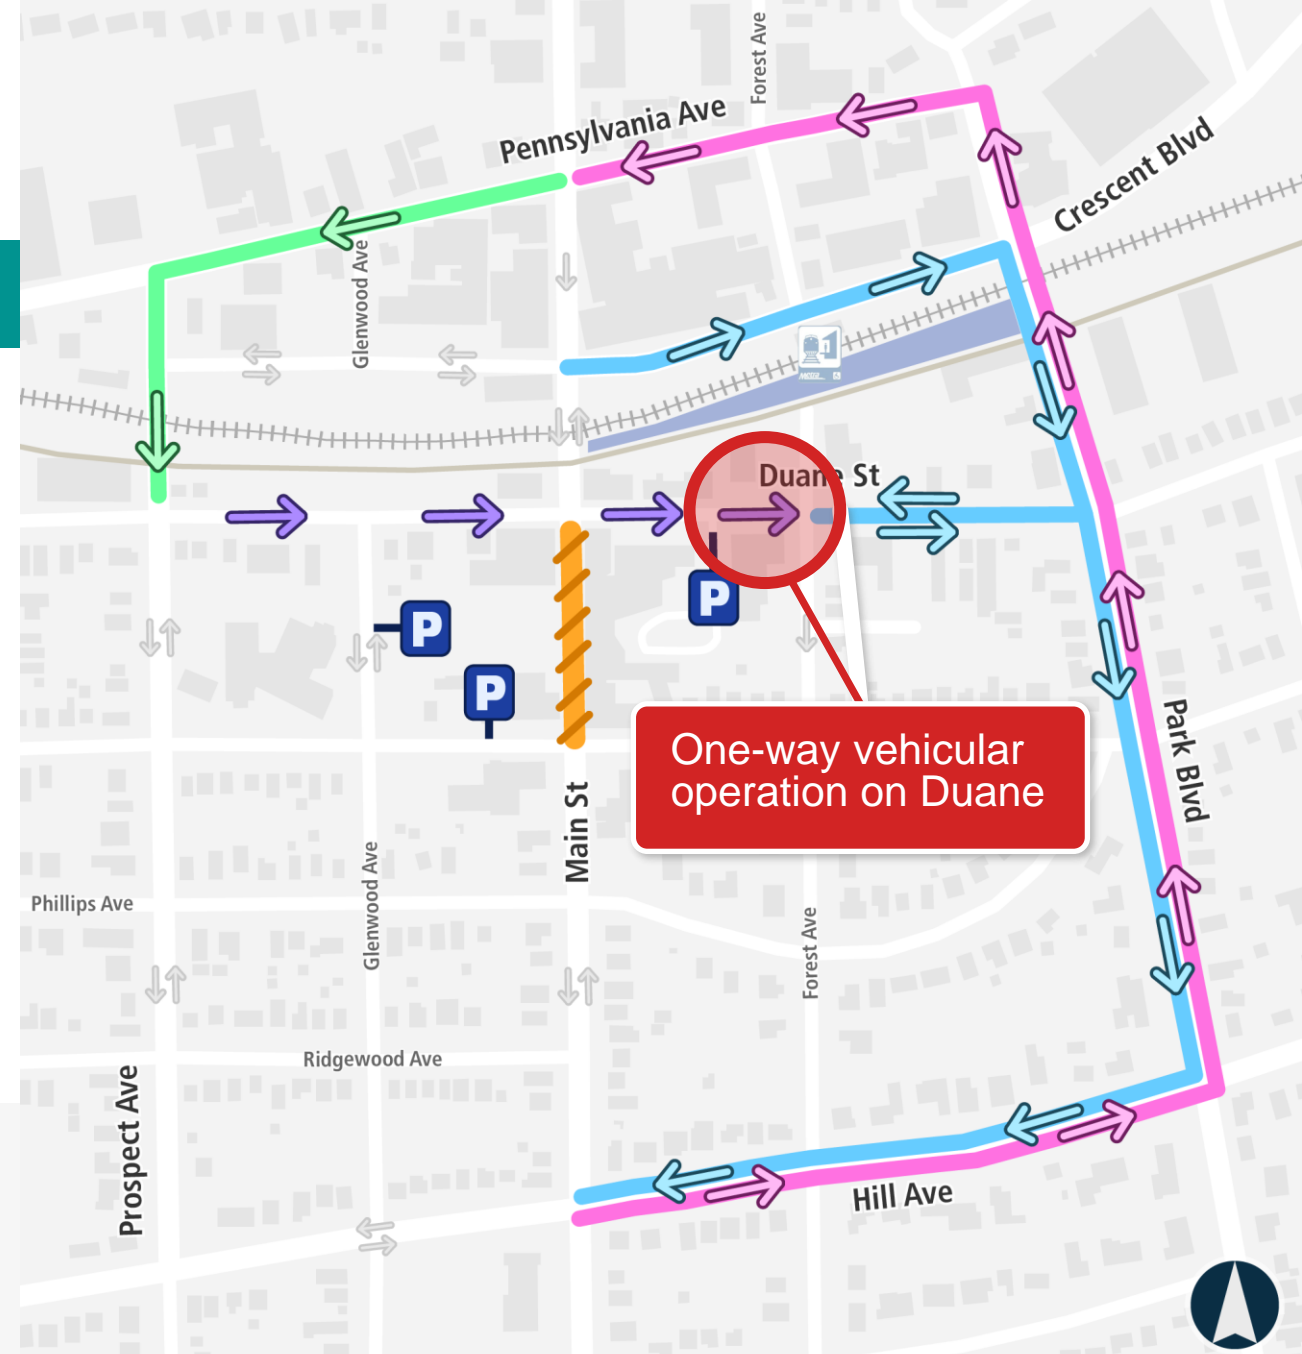 Forest Ave
Pennsylvania Ave
Crescent Blvd
Glenwood Ave
Duane St
P
P
P
One-way vehicular
operation on Duane
Park Blvd
Main St
Glenwood Ave
Phillips Ave
Forest Ave
Ridgewood Ave
Prospect Ave
Hill Ave